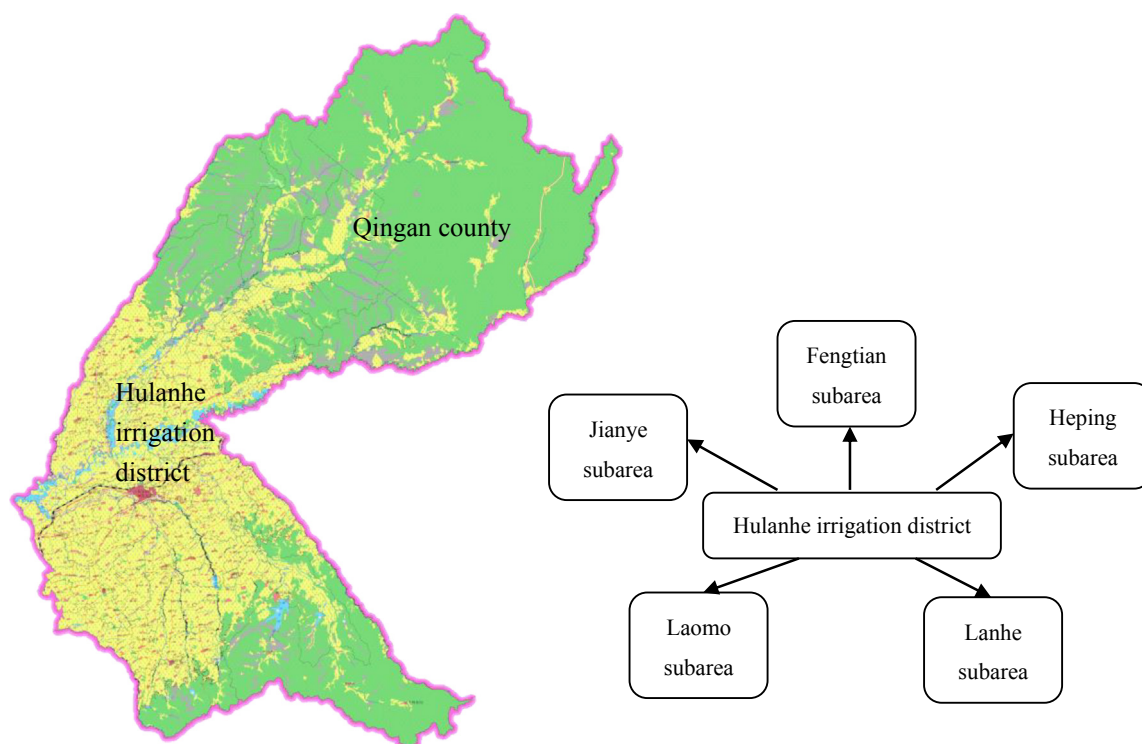 Qingan county
Hulanhe
irrigation
district
Fengtian
subarea
Jianye
subarea
Heping
subarea
Hulanhe irrigation district
Laomo
subarea
Lanhe
subarea